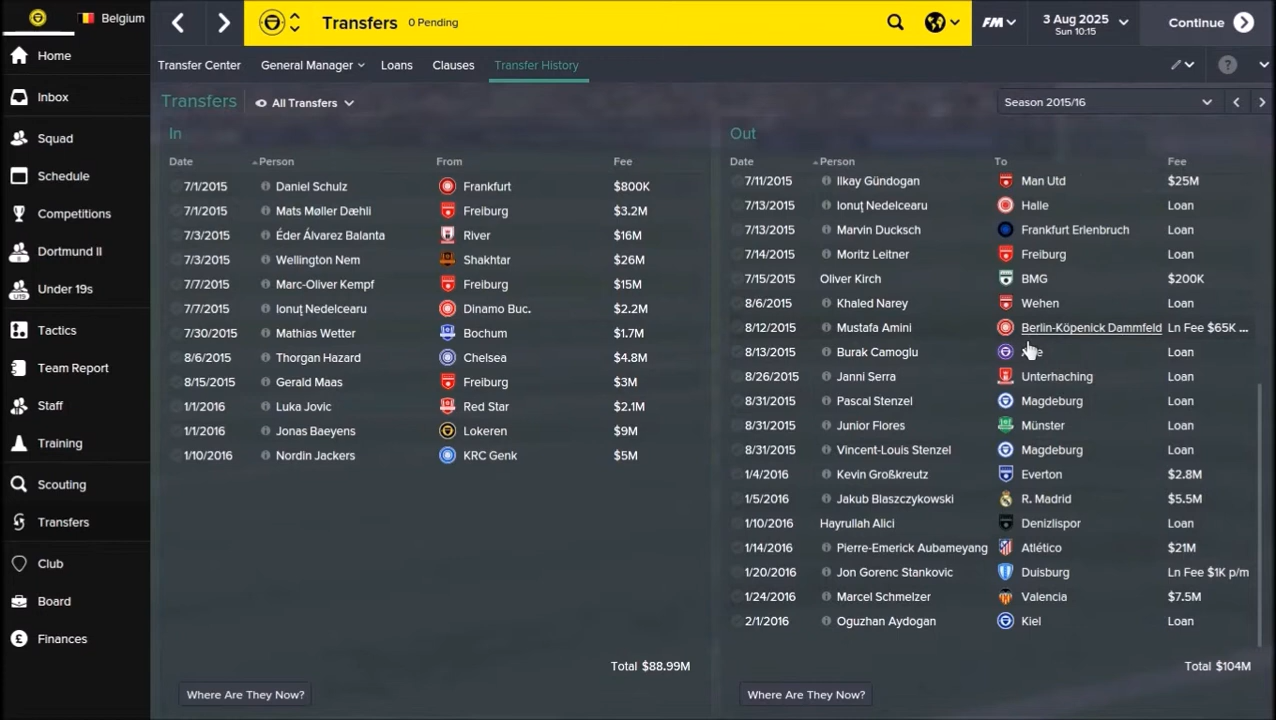 Belgium
Transfers
0 Pending
FM
3 Aug 2025
Sun 10:15
Continue
Home
Inbox
Squad
Schedule
Competitions
Dortmund II
Under 19s
U19
Tactics
Team Report
Staff
Training
Scouting
Transfers
Club
Board
Finances
Transfer Center General Manager Loans Clauses Transfer History
Transfers All Transfers
Season 2015/16
In
Date Person From Fee
7/1/2015 Daniel Schulz Frankfurt $800K
7/1/2015 Mats Møller Dæhli Freiburg $3.2M
7/3/2015 Éder Álvarez Balanta River $16M
7/3/2015 Wellington Nem Shakhtar $26M
7/7/2015 Marc-Oliver Kempf Freiburg $15M
7/7/2015 Ionuț Nedelcearu Dinamo Buc. $2.2M
7/30/2015 Mathias Wetter Bochum $1.7M
8/6/2015 Thorgan Hazard Chelsea $4.8M
8/15/2015 Gerald Maas Freiburg $3M
1/1/2016 Luka Jovic Red Star $2.1M
1/1/2016 Jonas Baeyens Lokeren $9M
1/10/2016 Nordin Jackers KRC Genk $5M
Total $88.99M
Where Are They Now?
Out
Date Person To Fee
7/11/2015 Ilkay Gündogan Man Utd $25M
7/13/2015 Ionuț Nedelcearu Halle Loan
7/13/2015 Marvin Ducksch Frankfurt Erlenbruch Loan
7/14/2015 Moritz Leitner Freiburg Loan
7/15/2015 Oliver Kirch BMG $200K
8/6/2015 Khaled Narey Wehen Loan
8/12/2015 Mustafa Amini Berlin-Köpenick Dammfeld Ln Fee $65K ...
8/13/2015 Burak Camoglu Loan
8/26/2015 Janni Serra Unterhaching Loan
8/31/2015 Pascal Stenzel Magdeburg Loan
8/31/2015 Junior Flores Münster Loan
8/31/2015 Vincent-Louis Stenzel Magdeburg Loan
1/4/2016 Kevin Großkreutz Everton $2.8M
1/5/2016 Jakub Blaszczykowski R. Madrid $5.5M
1/10/2016 Hayrullah Alici Denizlispor Loan
1/14/2016 Pierre-Emerick Aubameyang Atlético $21M
1/20/2016 Jon Gorenc Stankovic Duisburg Ln Fee $1K p/m
1/24/2016 Marcel Schmelzer Valencia $7.5M
2/1/2016 Oguzhan Aydogan Kiel Loan
Total $104M
Where Are They Now?